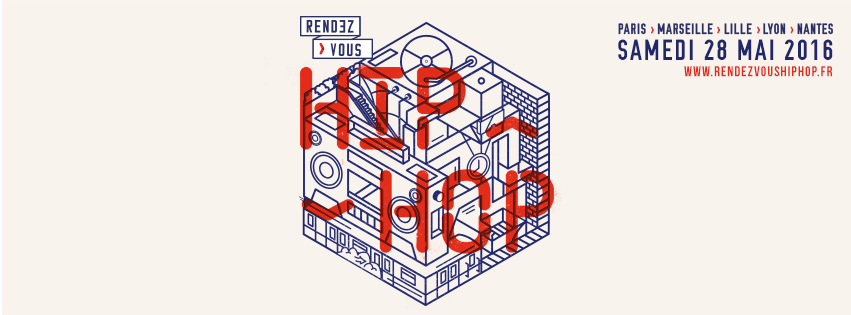 RENDEZ
› VOUS
HIP
HOP
PARIS › MARSEILLE › LILLE › LYON › NANTES
SAMEDI 28 MAI 2016
WWW.RENDEZVOUSHIPHOP.FR